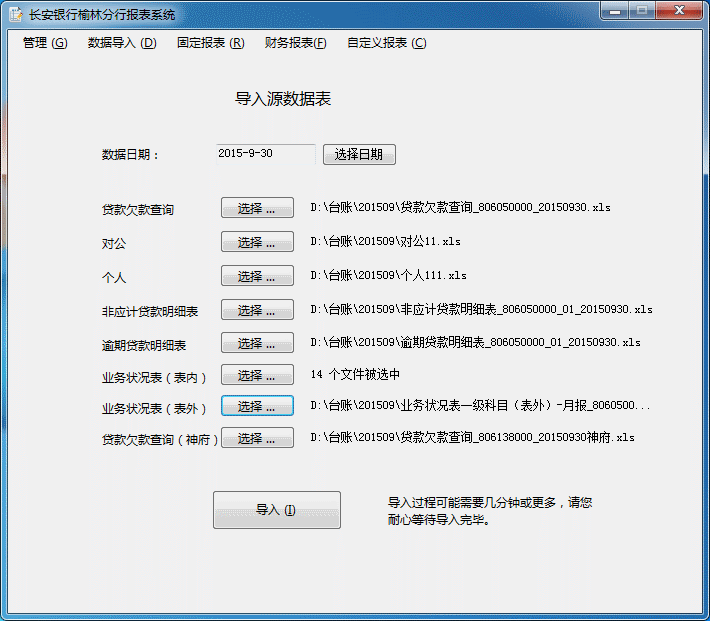 长安银行榆林分行报表系统
管理 (G) 数据导入 (D) 固定报表 (R) 财务报表(F) 自定义报表 (C)
导入源数据表
数据日期： 2015-9-30 选择日期
贷款欠款查询 选择 ... D:\台账\201509\贷款欠款查询_806050000_20150930.xls
对公 选择 ... D:\台账\201509\对公11.xls
个人 选择 ... D:\台账\201509\个人111.xls
非应计贷款明细表 选择 ... D:\台账\201509\非应计贷款明细表_806050000_01_20150930.xls
逾期贷款明细表 选择 ... D:\台账\201509\逾期贷款明细表_806050000_01_20150930.xls
业务状况表（表内） 选择 ... 14 个文件被选中
业务状况表（表外） 选择 ... D:\台账\201509\业务状况表一级科目（表外）-月报_8060500...
贷款欠款查询（神府） 选择 ... D:\台账\201509\贷款欠款查询_806138000_20150930神府.xls
导入 (I) 导入过程可能需要几分钟或更多，请您
耐心等待导入完毕。